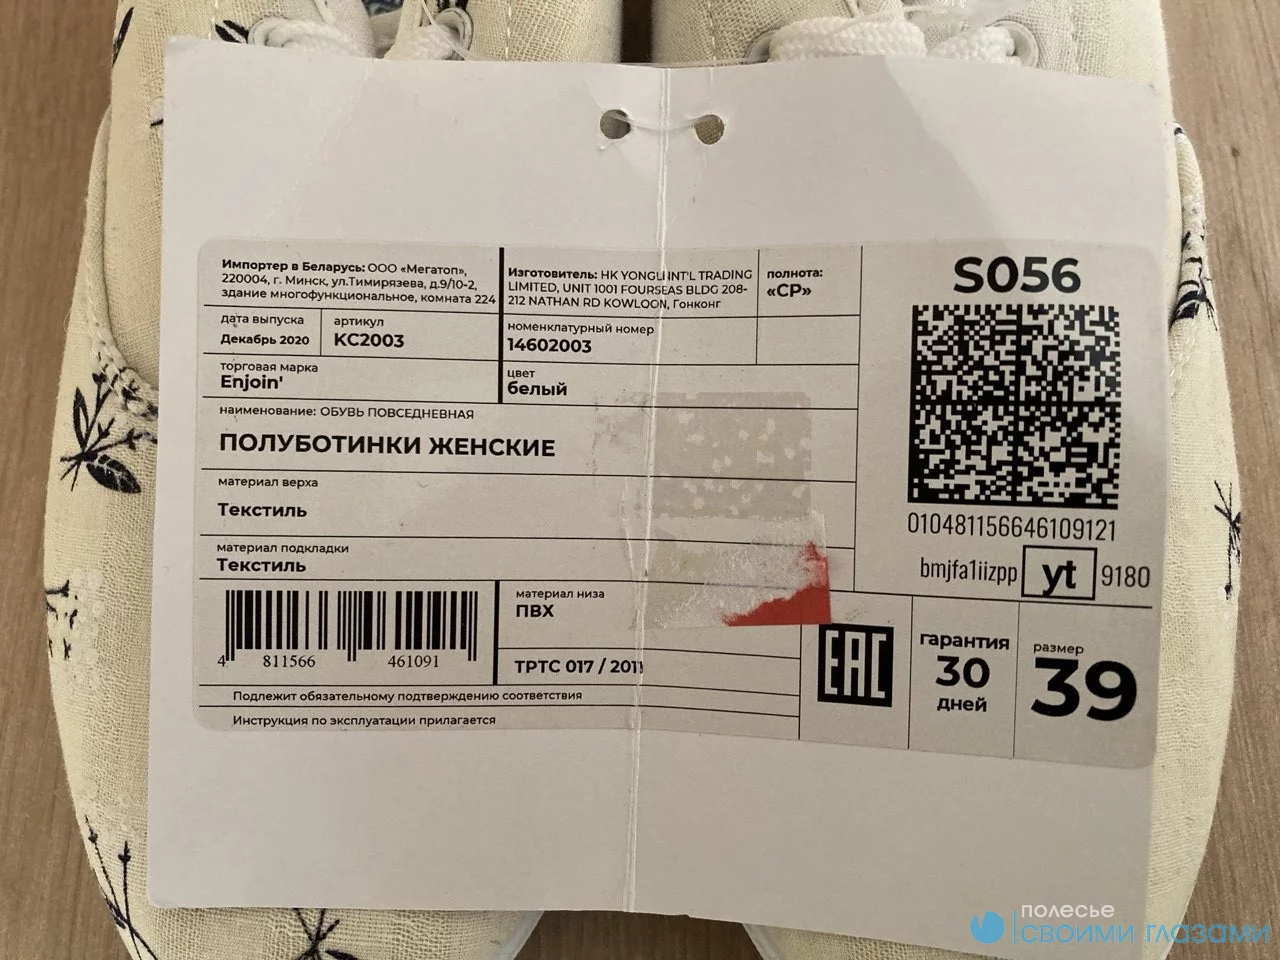 Импортер в Беларусь: ООО «Мегатоп»,
220004, г. Минск, ул.Тимирязева, д.9/10-2,
здание многофункциональное, комната 224
Изготовитель: HK YONGLI INT'L TRADING
LIMITED, UNIT 1001 FOURSEAS BLDG 208-
212 NATHAN RD KOWLOON, Гонконг
полнота:
«СР»
дата выпуска
Декабрь 2020
артикул
KC2003
номенклатурный номер
14602003
торговая марка
Enjoin'
цвет
белый
наименование: ОБУВЬ ПОВСЕДНЕВНАЯ
ПОЛУБОТИНКИ ЖЕНСКИЕ
материал верха
Текстиль
материал подкладки
Текстиль
4 811566 461091
материал низа
ПВХ
ТРТС 017 / 2011
Подлежит обязательному подтверждению соответствия
Инструкция по эксплуатации прилагается
S056
010481156646109121
bmjfa1iizpp yt 9180
EAC
гарантия
30
дней
размер
39
полесье
своими глазами